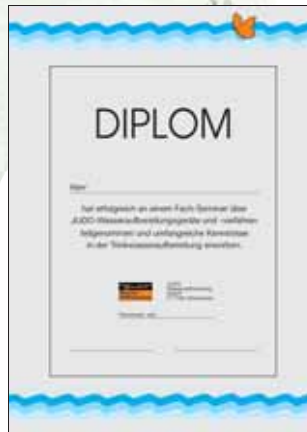 DIPLOM
Herr
hat erfolgreich an einem Fach-Seminar über
JUDO Wasseraufbereitungsgeräte und -verfahren
teilgenommen und umfangreiche Kenntnisse
in der Trinkwasseraufbereitung erworben.